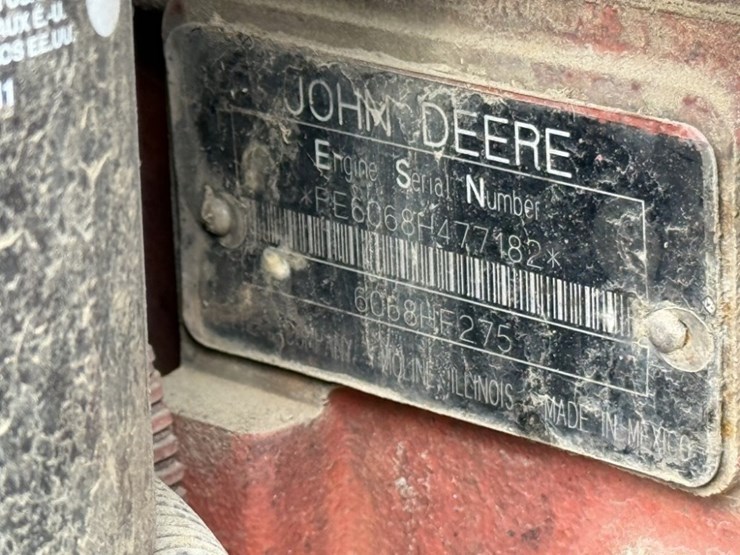 JOHN DEERE
Engine Serial Number
*PE6068H477182*
6068HF275
MOLINE ILLINOIS MADE IN MEXICO